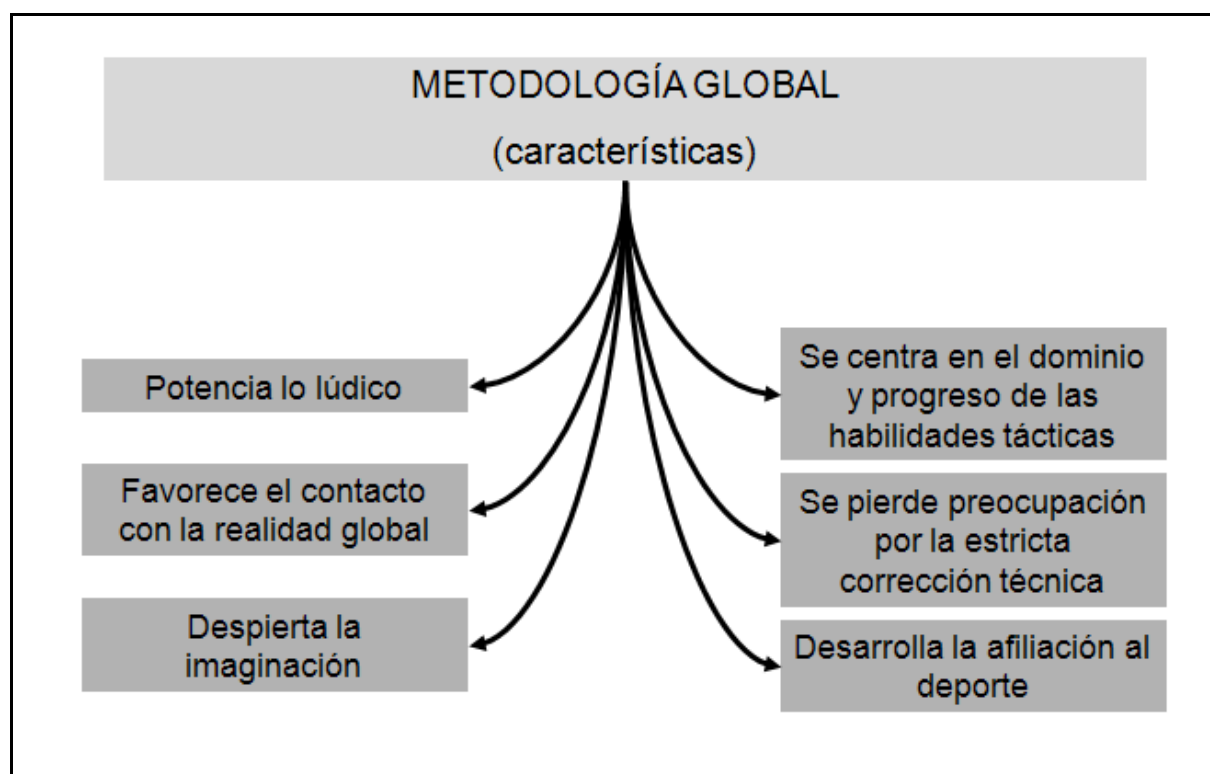 METODOLOGÍA GLOBAL
(características)
Potencia lo lúdico
Favorece el contacto
con la realidad global
Despierta la
imaginación
Se centra en el dominio
y progreso de las
habilidades tácticas
Se pierde preocupación
por la estricta
corrección técnica
Desarrolla la afiliación al
deporte